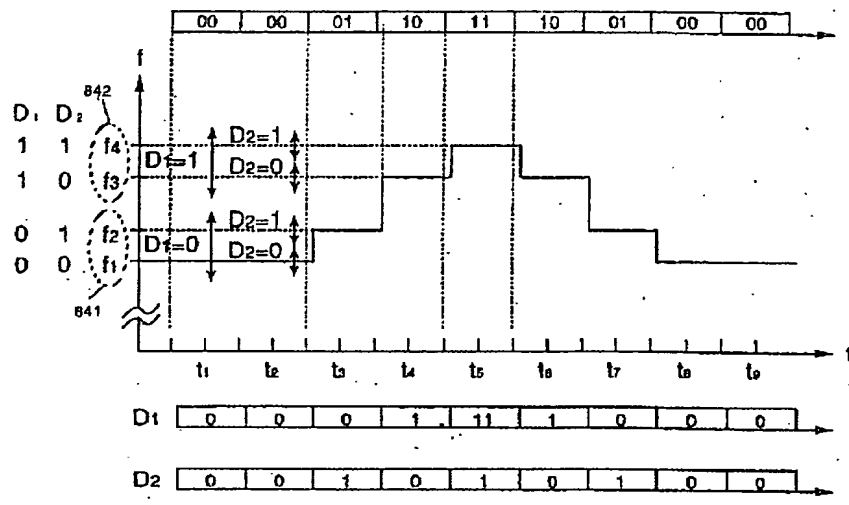 00 00 01 10 11 10 01 00 00
f
842
D₁ D₂
1 1 f4 D1=1 D2=1
1 0 f3 D2=0
0 1 f2 D1=0 D2=1
0 0 f1 D2=0
841
t1 t2 t3 t4 t5 t6 t7 t8 t9 t
D1 0 0 0 1 11 1 0 0 0
D2 0 0 1 0 1 0 1 0 0